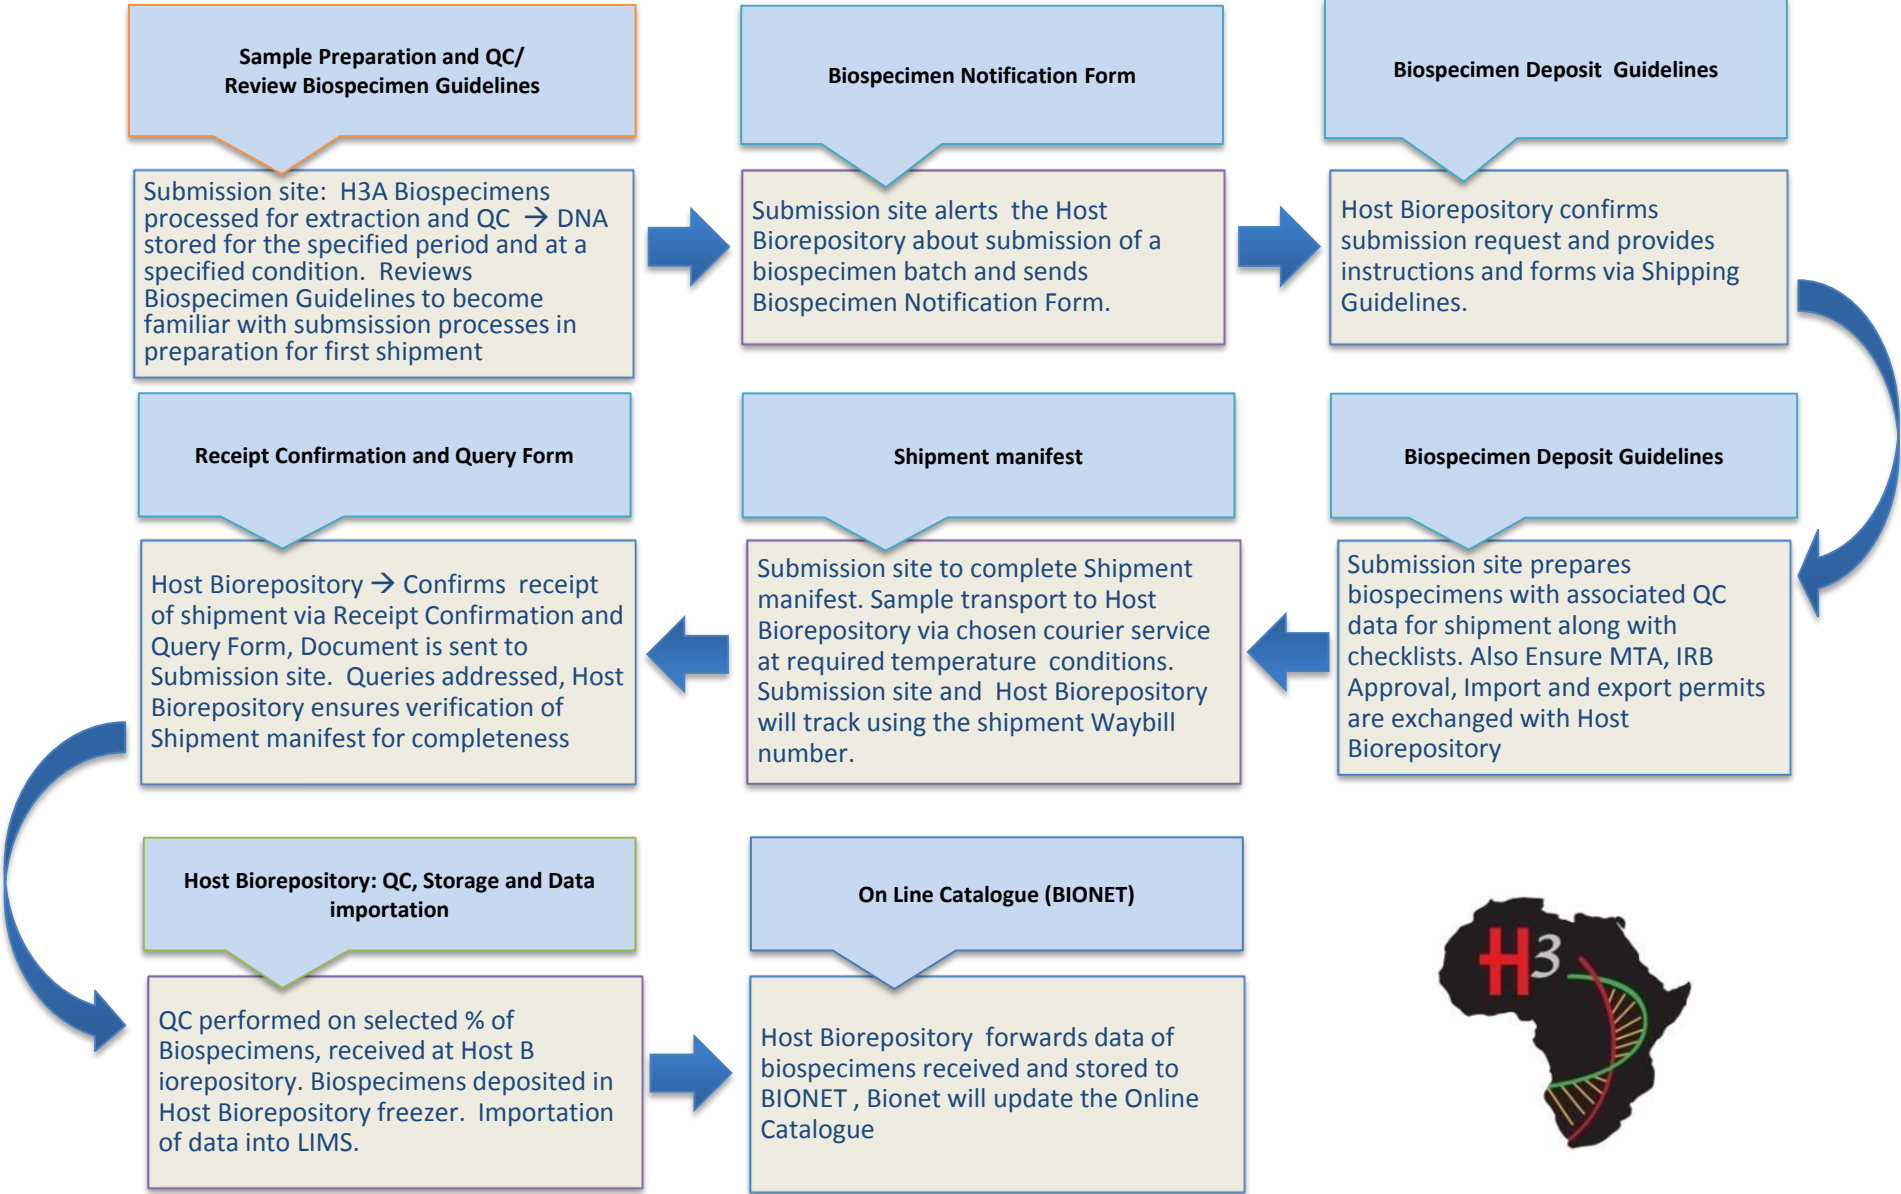 Sample Preparation and QC/
Review Biospecimen Guidelines
Submission site:  H3A Biospecimens
processed for extraction and QC → DNA
stored for the specified period and at a
specified condition.  Reviews
Biospecimen Guidelines to become
familiar with submsission processes in
preparation for first shipment
Biospecimen Notification Form
Submission site alerts  the Host
Biorepository about submission of a
biospecimen batch and sends
Biospecimen Notification Form.
Biospecimen Deposit  Guidelines
Host Biorepository confirms
submission request and provides
instructions and forms via Shipping
Guidelines.
Biospecimen Deposit Guidelines
Submission site prepares
biospecimens with associated QC
data for shipment along with
checklists. Also Ensure MTA, IRB
Approval, Import and export permits
are exchanged with Host
Biorepository
Shipment manifest
Submission site to complete Shipment
manifest. Sample transport to Host
Biorepository via chosen courier service
at required temperature  conditions.
Submission site and  Host Biorepository
will track using the shipment Waybill
number.
Receipt Confirmation and Query Form
Host Biorepository → Confirms  receipt
of shipment via Receipt Confirmation and
Query Form, Document is sent to
Submission site.  Queries addressed, Host
Biorepository ensures verification of
Shipment manifest for completeness
Host Biorepository: QC, Storage and Data
importation
QC performed on selected % of
Biospecimens, received at Host B
iorepository. Biospecimens deposited in
Host Biorepository freezer.  Importation
of data into LIMS.
On Line Catalogue (BIONET)
Host Biorepository  forwards data of
biospecimens received and stored to
BIONET , Bionet will update the Online
Catalogue
H3